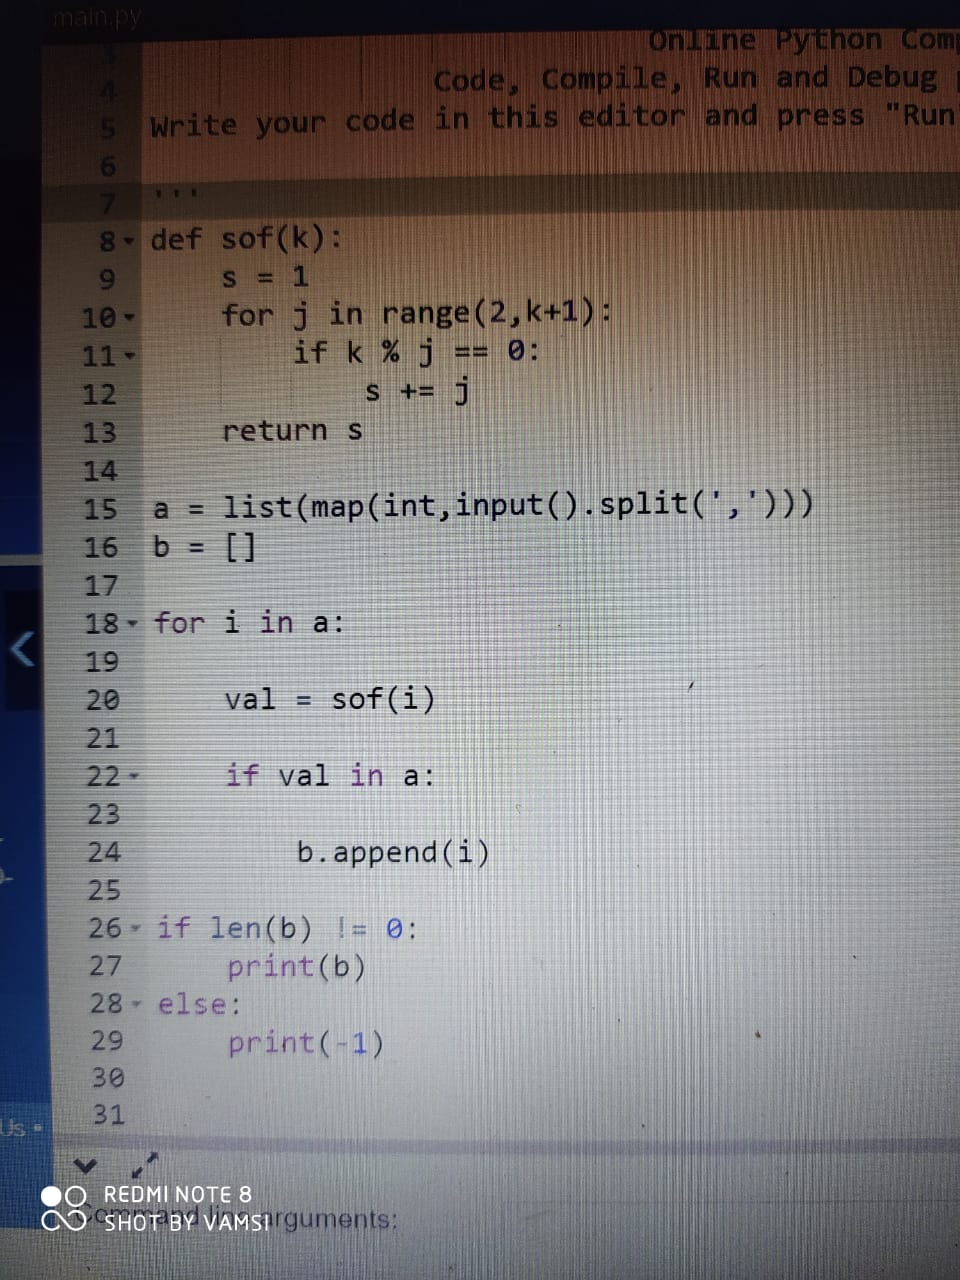 main.py
Online Python Com
4
Code, Compile, Run and Debug
5 Write your code in this editor and press "Run
6
7 '''
8 def sof(k):
9 s = 1
10 for j in range(2,k+1):
11 if k % j == 0:
12 s += j
13 return s
14
15 a = list(map(int,input().split(',')))
16 b = []
17
18 for i in a:
19
20 val = sof(i)
21
22 if val in a:
23
24 b.append(i)
25
26 if len(b) != 0:
27 print(b)
28 else:
29 print(-1)
30
31
Us
REDMI NOTE 8
SHOT BY VAMSI
Command line arguments: